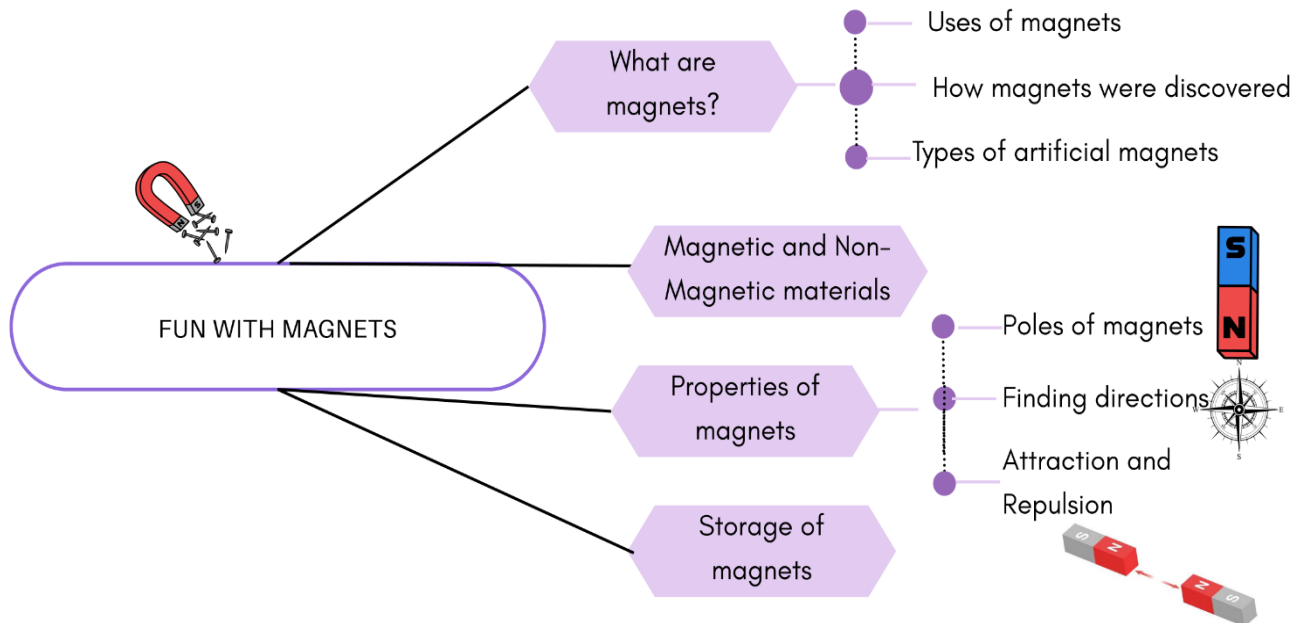 Uses of magnets
What are
magnets?
How magnets were discovered
Types of artificial magnets
S
N
Magnetic and Non-
Magnetic materials
S
N
FUN WITH MAGNETS
Poles of magnets
Properties of
magnets
Finding directions
N
W
E
S
Attraction and
Repulsion
Storage of
magnets
S N
N S